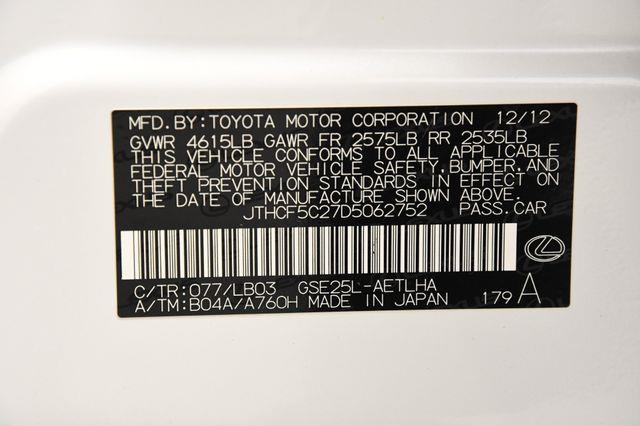 MFD.BY:TOYOTA MOTOR CORPORATION 12/12
GVWR 4615LB GAWR FR 2575LB RR 2535LB
THIS VEHICLE CONFORMS TO ALL APPLICABLE
FEDERAL MOTOR VEHICLE SAFETY,BUMPER,AND
THEFT PREVENTION STANDARDS IN EFFECT ON
THE DATE OF MANUFACTURE SHOWN ABOVE.
JTHCF5C27D5062752 PASS.CAR
C/TR:077/LB03 GSE25L-AETLHA
A/TM:B04A/A760H MADE IN JAPAN 179 A